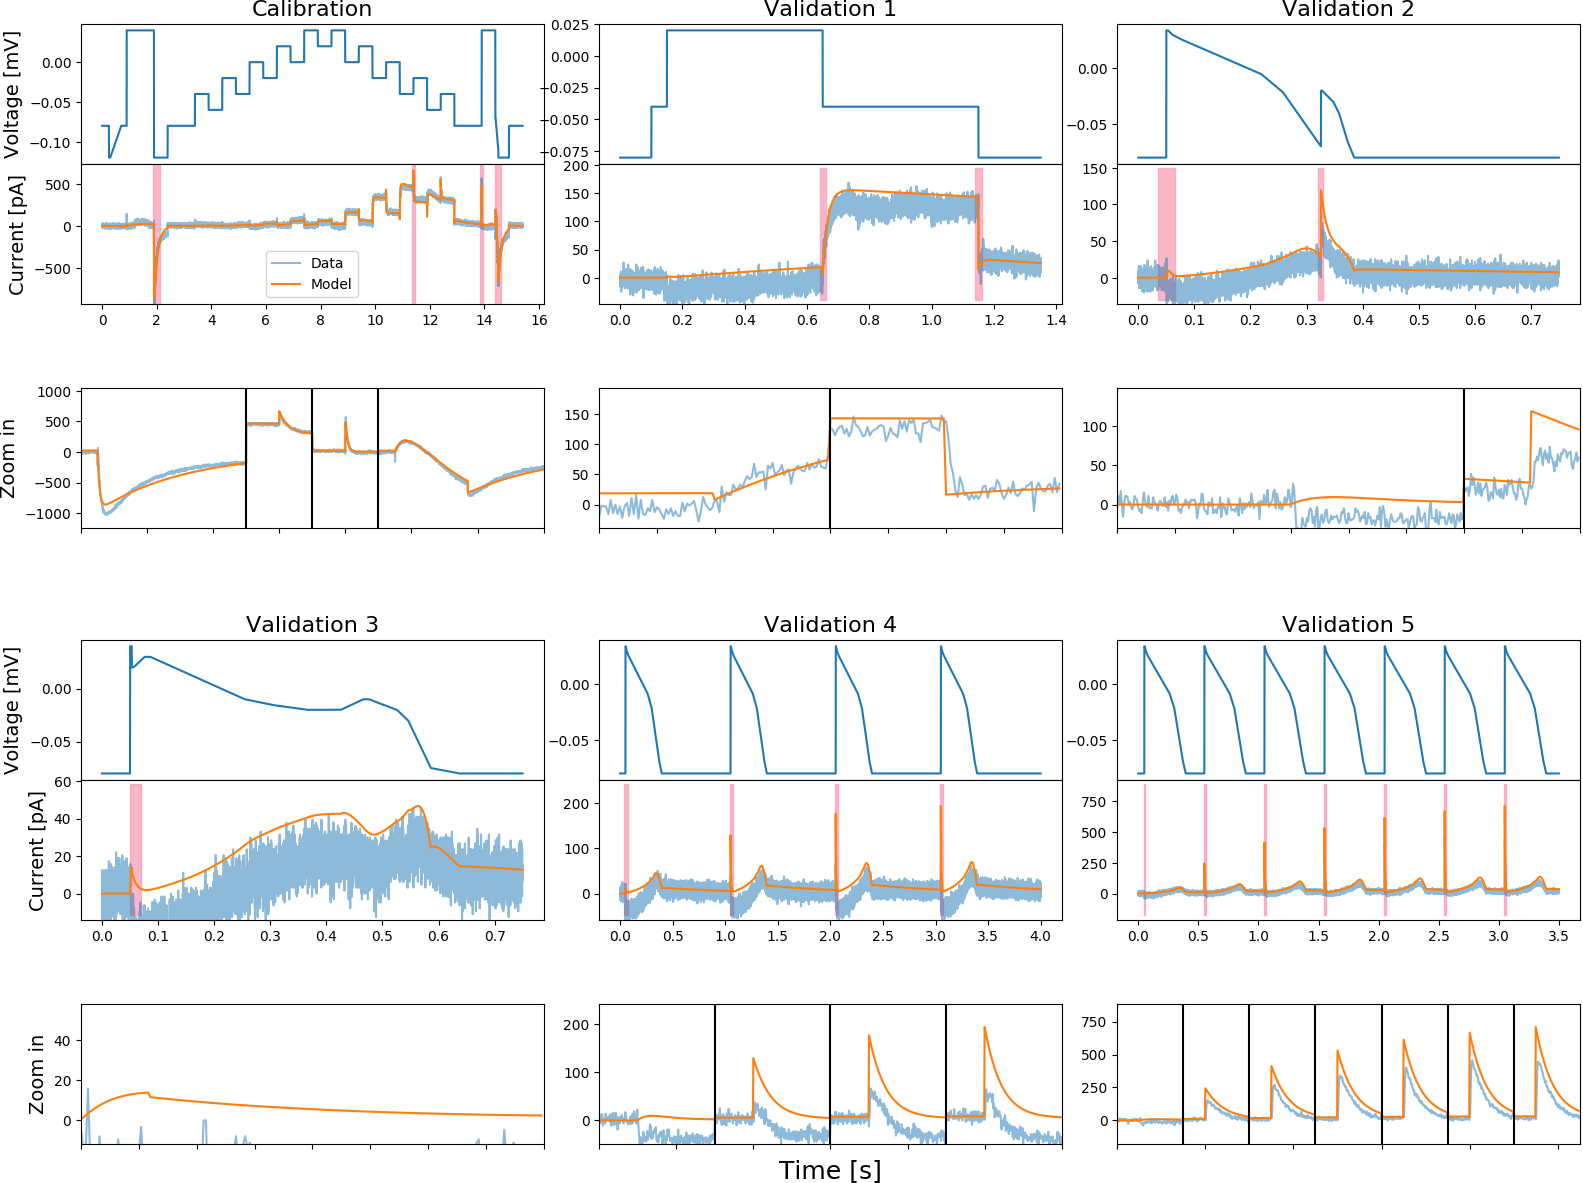 Calibration
Validation 1
Validation 2
Voltage [mV]
0.00
−0.05
−0.10
0.025
0.000
−0.025
−0.050
−0.075
0.00
−0.05
Current [pA]
500
0
−500
Data
Model
200
150
100
50
0
150
100
50
0
0 2 4 6 8 10 12 14 16
0.0 0.2 0.4 0.6 0.8 1.0 1.2 1.4
0.0 0.1 0.2 0.3 0.4 0.5 0.6 0.7
Zoom in
1000
500
0
−500
−1000
150
100
50
0
100
50
0
Validation 3
Validation 4
Validation 5
Voltage [mV]
0.00
−0.05
0.00
−0.05
0.00
−0.05
Current [pA]
60
40
20
0
200
100
0
750
500
250
0
0.0 0.1 0.2 0.3 0.4 0.5 0.6 0.7
0.0 0.5 1.0 1.5 2.0 2.5 3.0 3.5 4.0
0.0 0.5 1.0 1.5 2.0 2.5 3.0 3.5
Zoom in
40
20
0
200
100
0
750
500
250
0
Time [s]